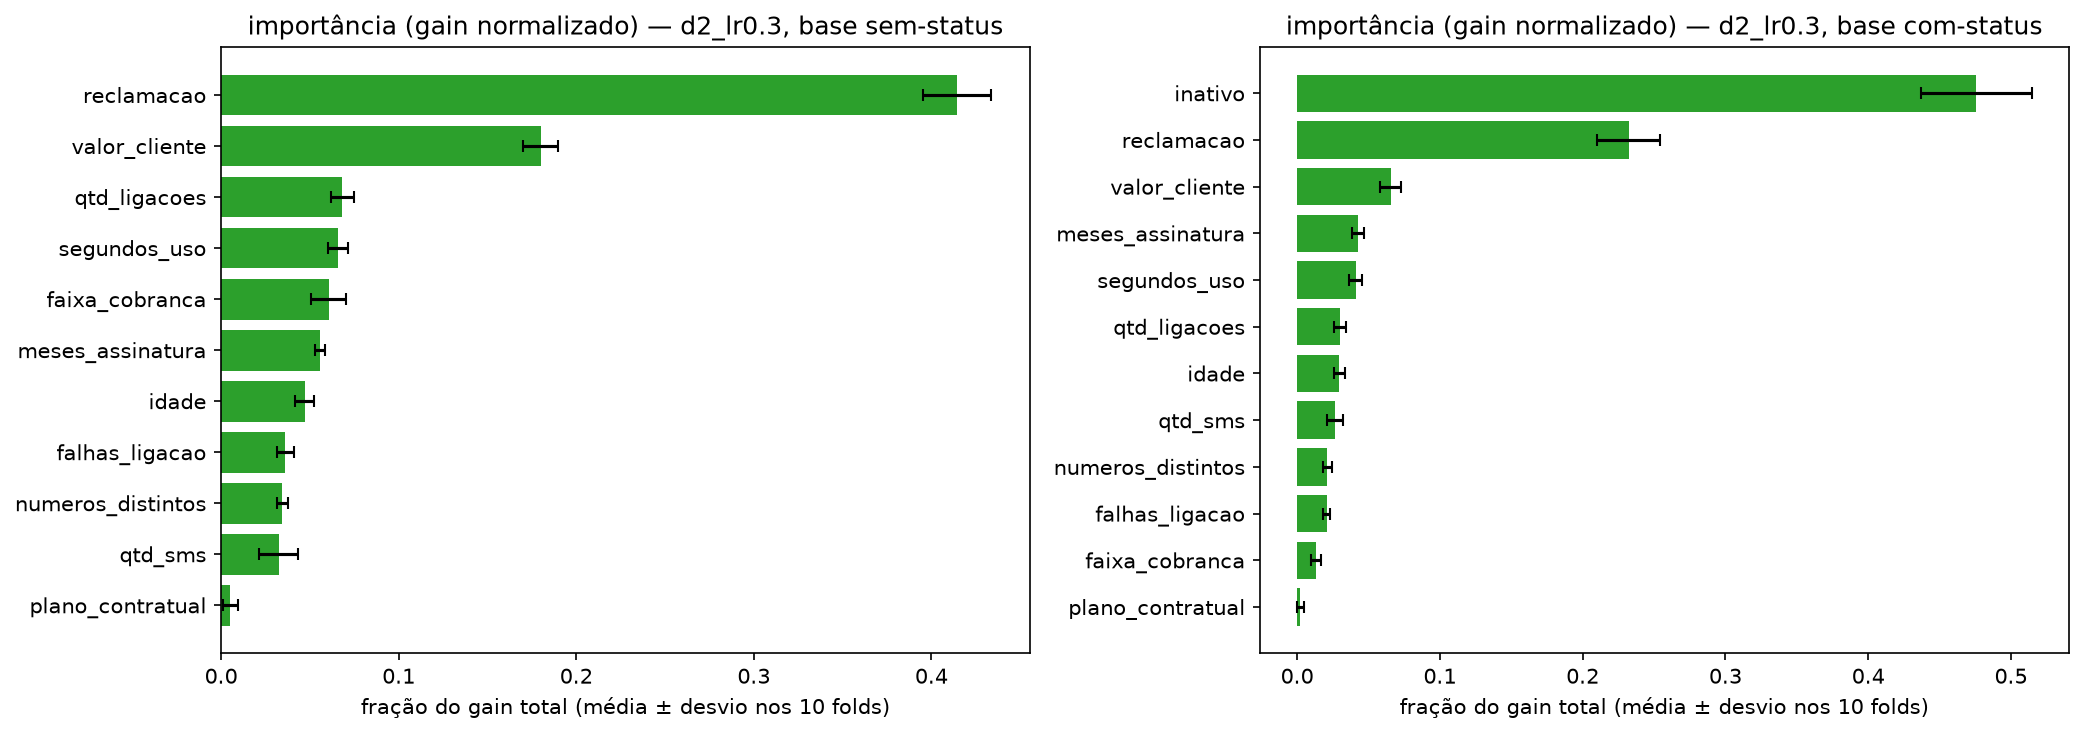 importância (gain normalizado) — d2_lr0.3, base sem-status
reclamacao
valor_cliente
qtd_ligacoes
segundos_uso
faixa_cobranca
meses_assinatura
idade
falhas_ligacao
numeros_distintos
qtd_sms
plano_contratual
0.0 0.1 0.2 0.3 0.4
fração do gain total (média ± desvio nos 10 folds)
importância (gain normalizado) — d2_lr0.3, base com-status
inativo
reclamacao
valor_cliente
meses_assinatura
segundos_uso
qtd_ligacoes
idade
qtd_sms
numeros_distintos
falhas_ligacao
faixa_cobranca
plano_contratual
0.0 0.1 0.2 0.3 0.4 0.5
fração do gain total (média ± desvio nos 10 folds)